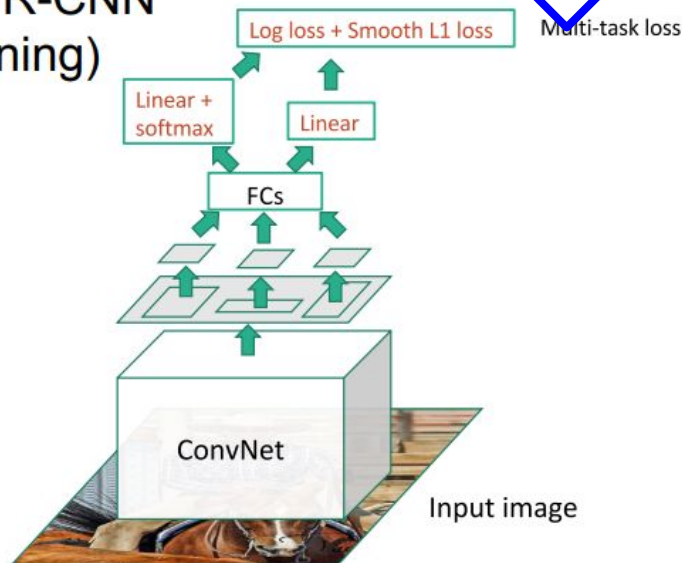 R-CNN
ning)
Log loss + Smooth L1 loss
Multi-task loss
Linear +
softmax
Linear
FCs
ConvNet
Input image